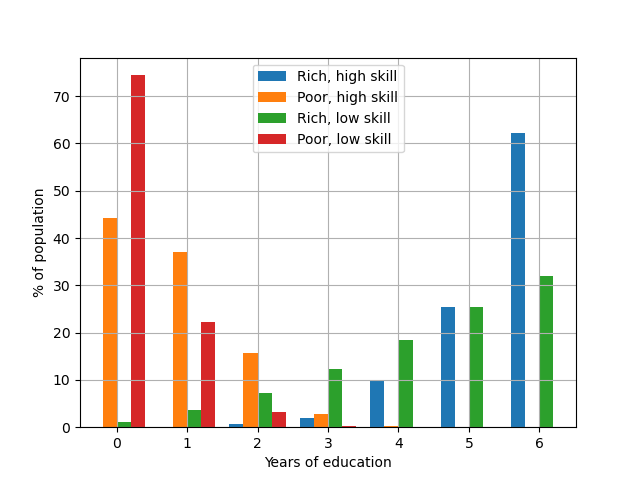 Rich, high skill
Poor, high skill
Rich, low skill
Poor, low skill
% of population
70
60
50
40
30
20
10
0
0 1 2 3 4 5 6
Years of education